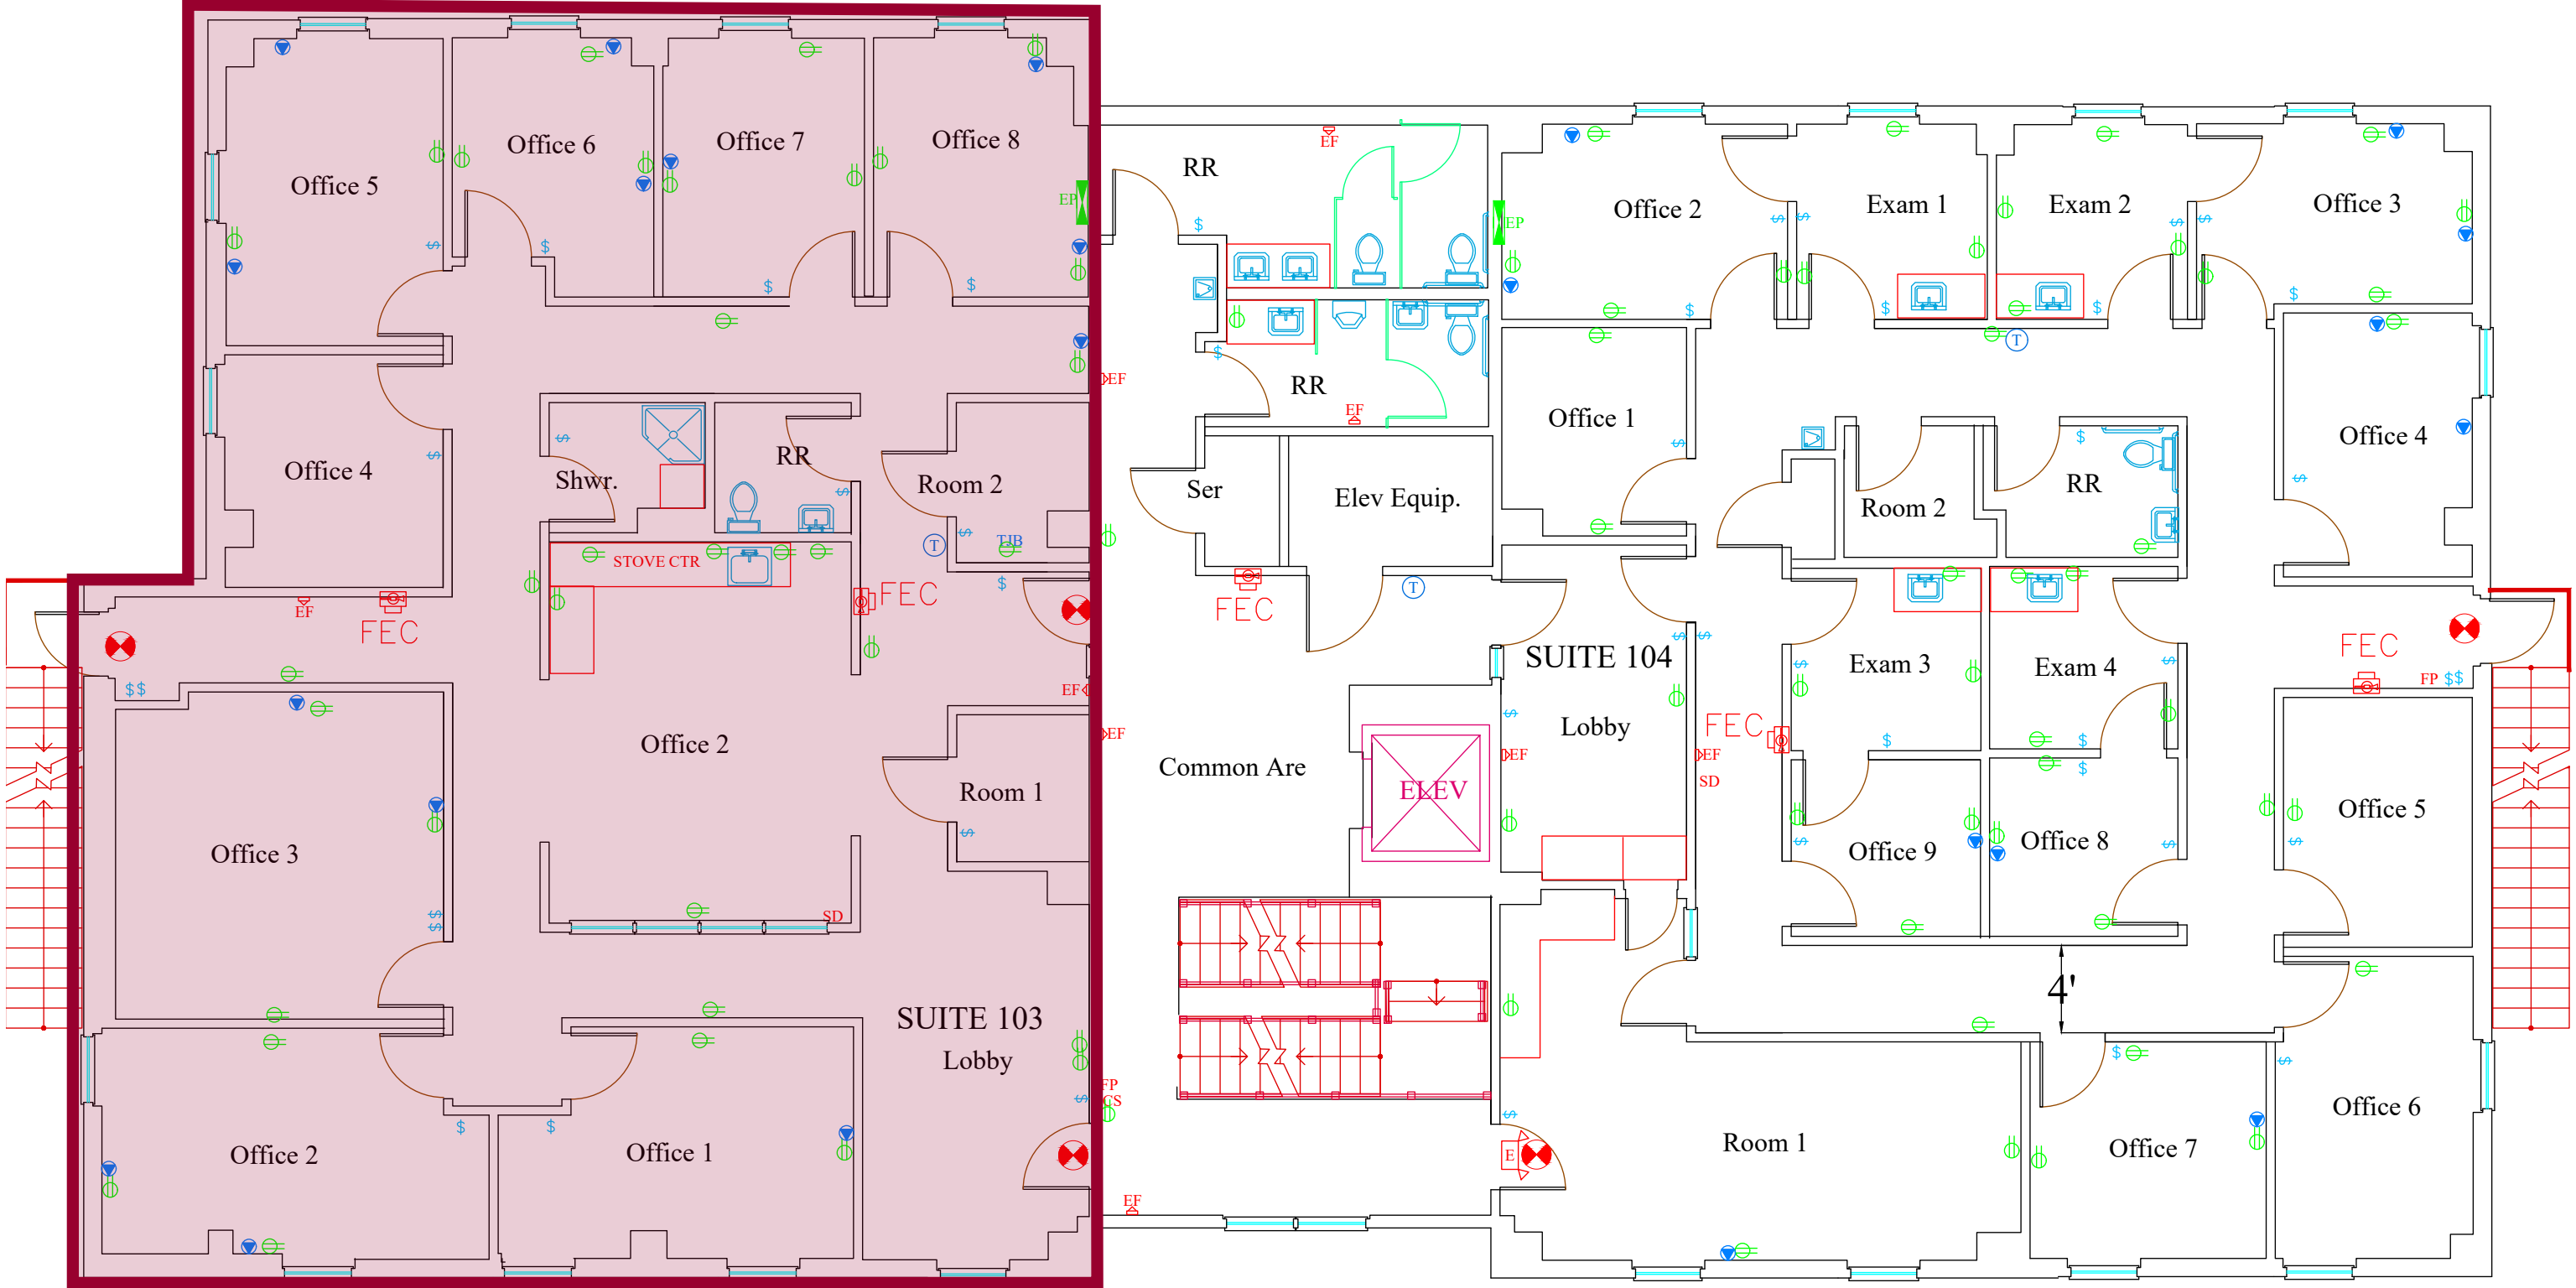 Office 5
Office 6
Office 7
Office 8
EP
$
$
$
$
Office 4
$
Shwr.
$
RR
$
Room 2
$
T
TJB
STOVE CTR
$
EF
FEC
FEC
$$
EF
Office 2
Room 1
$
Office 3
$
$
SD
SUITE 103
Lobby
$
Office 2
$
$
Office 1
RR
EF
$
EP
$
EF
RR
EF
Ser
Elev Equip.
FEC
T
EF
Common Are
ELEV
FP
CS
EF
Office 2
$
$
Exam 1
$
$
Exam 2
$
$
Office 3
$
$
T
Office 1
$
Office 4
$
Room 2
$
RR
SUITE 104
$
$
Lobby
$
EF
FEC
EF
SD
Exam 3
$
$
Exam 4
$
$
FEC
FP
$$
Office 9
$
$
Office 8
$
Office 5
$
4'
$
E
Room 1
$
Office 7
$
Office 6